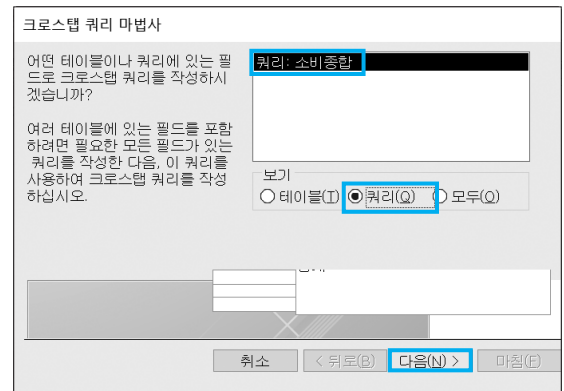 크로스탭 쿼리 마법사
어떤 테이블이나 쿼리에 있는 필
드로 크로스탭 쿼리를 작성하시
겠습니까?
여러 테이블에 있는 필드를 포함
하려면 필요한 모든 필드가 있는
쿼리를 작성한 다음, 이 쿼리를
사용하여 크로스탭 쿼리를 작성
하십시오.
쿼리: 소비종합
보기
테이블(T) 쿼리(Q) 모두(O)
취소 < 뒤로(B) 다음(N) > 마침(F)